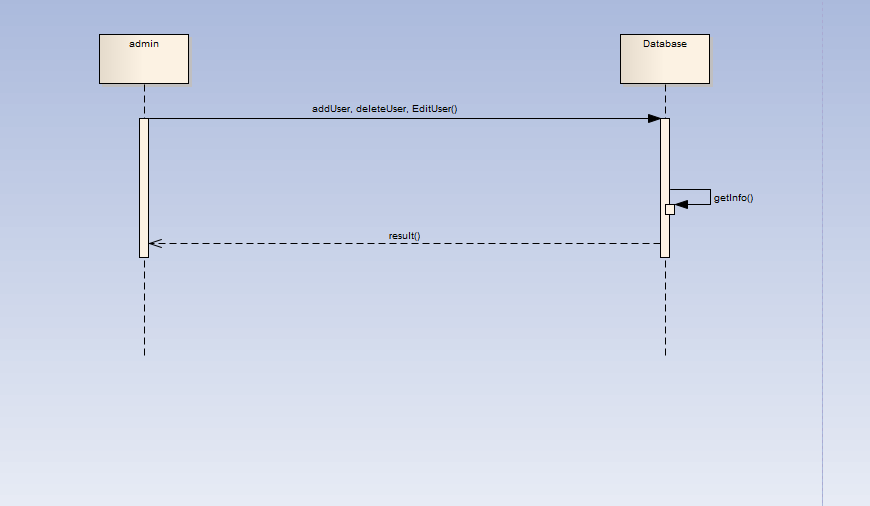 admin
Database
addUser, deleteUser, EditUser()
getInfo()
result()